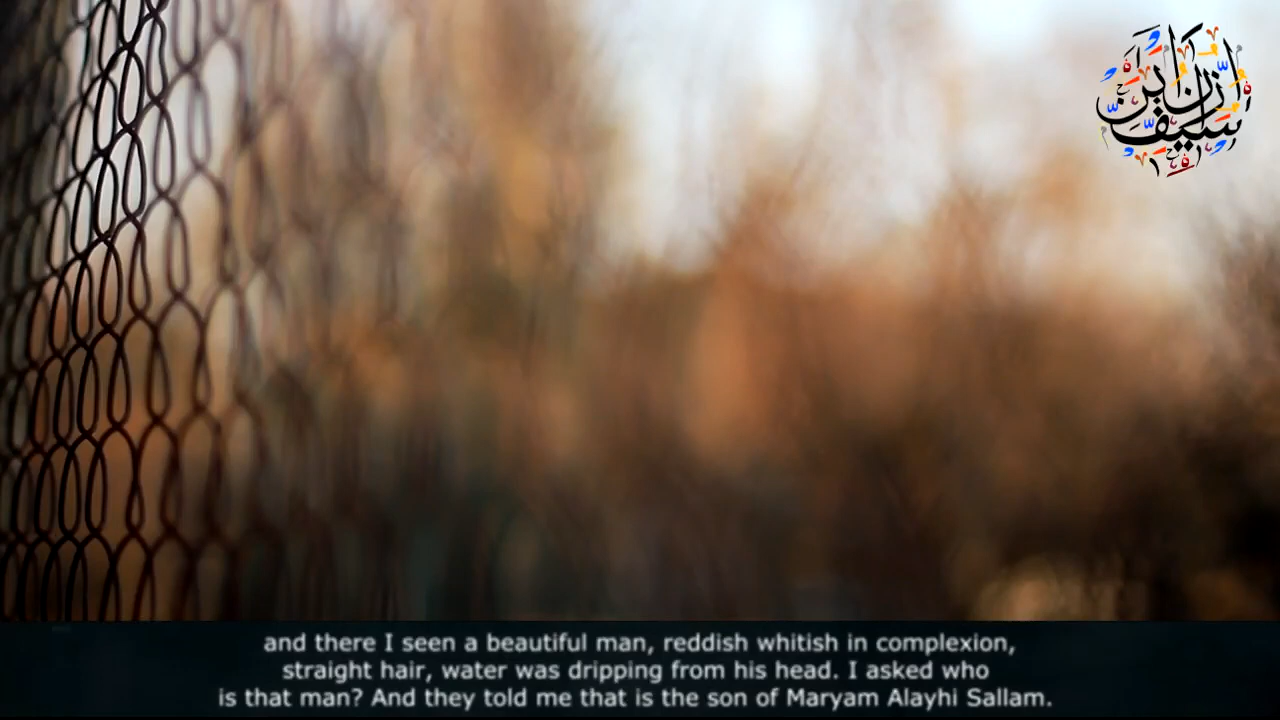 and there I seen a beautiful man, reddish whitish in complexion,
straight hair, water was dripping from his head. I asked who
is that man? And they told me that is the son of Maryam Alayhi Sallam.